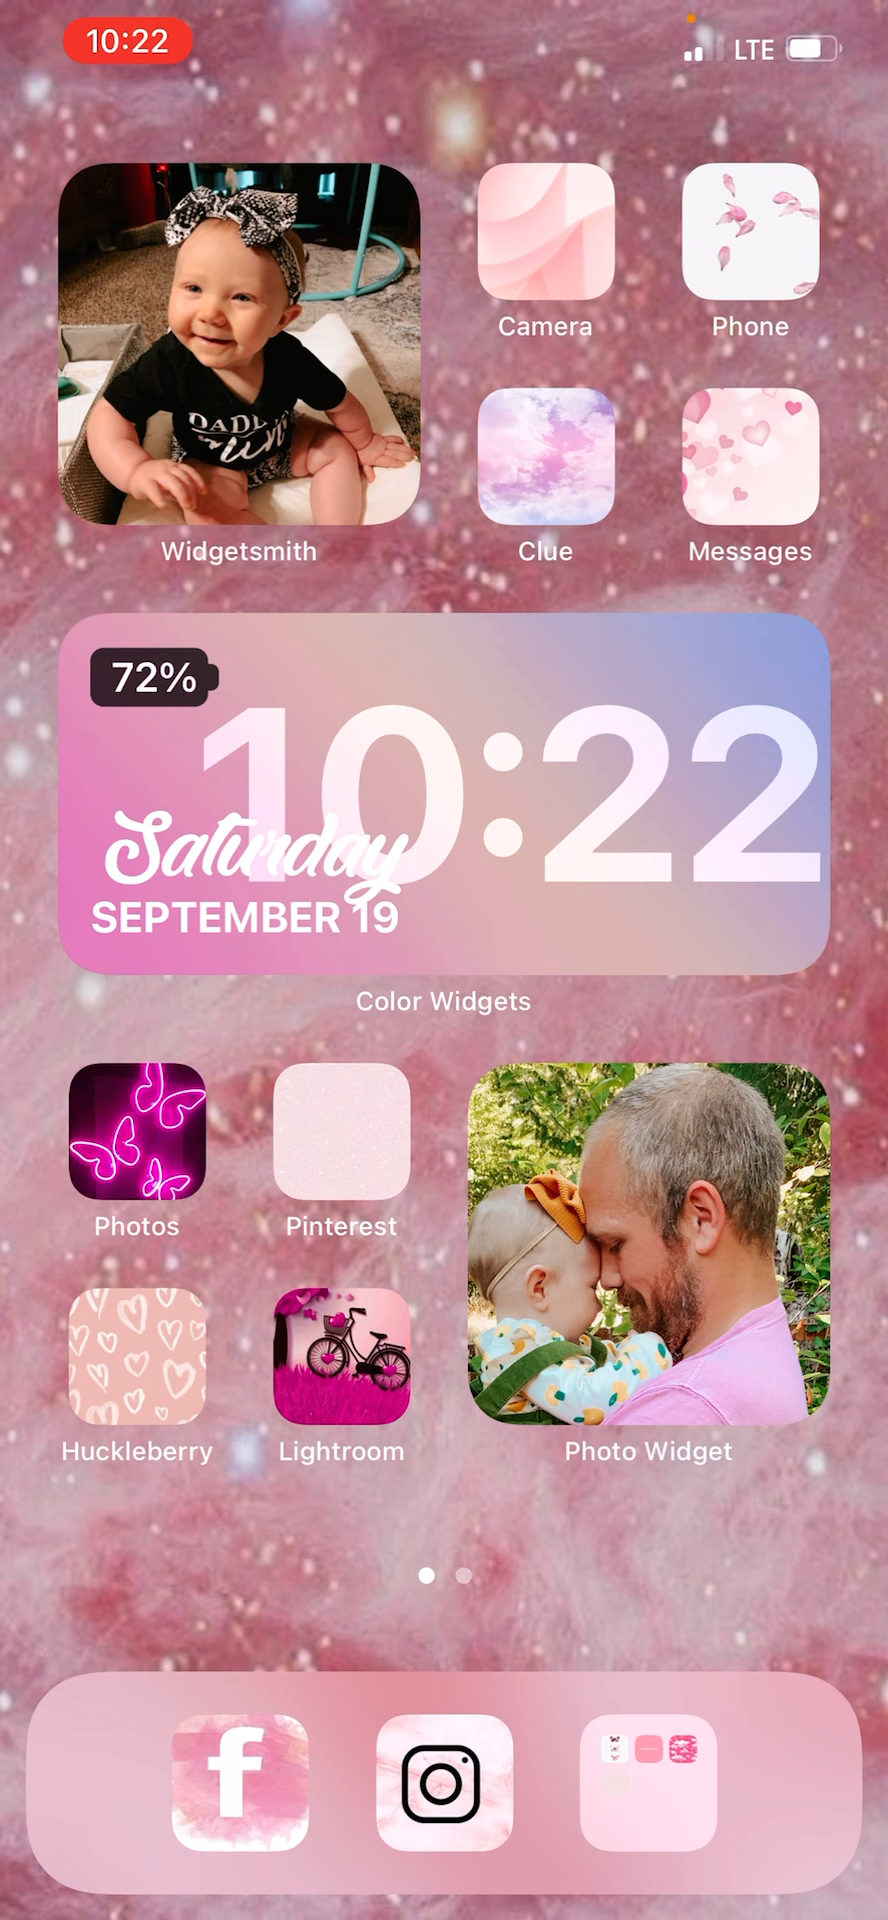 10:22
LTE
DADD
Camera
Phone
Widgetsmith
Clue
Messages
72%
10:22
Saturday
SEPTEMBER 19
Color Widgets
Photos
Pinterest
Huckleberry
Lightroom
Photo Widget
f